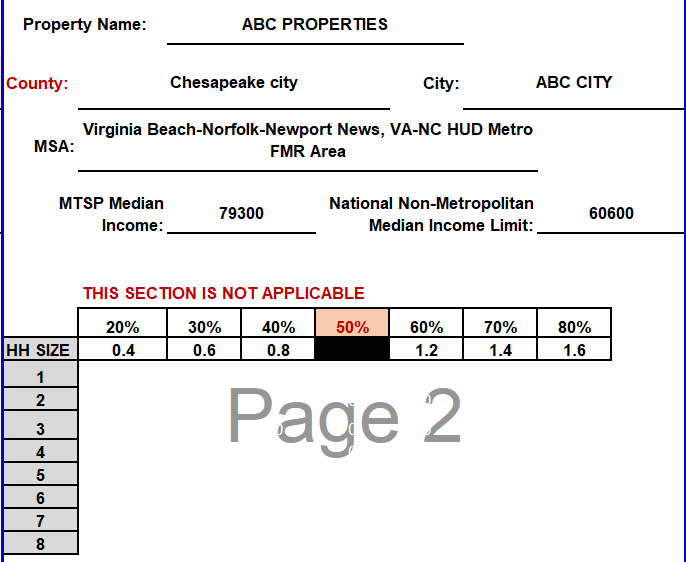 Property Name: ABC PROPERTIES
County: Chesapeake city City: ABC CITY
MSA: Virginia Beach-Norfolk-Newport News, VA-NC HUD Metro
FMR Area
MTSP Median
Income: 79300
National Non-Metropolitan
Median Income Limit: 60600
THIS SECTION IS NOT APPLICABLE
20% 30% 40% 50% 60% 70% 80%
HH SIZE 0.4 0.6 0.8 1.2 1.4 1.6
1
2
3
4
5
6
7
8
Page 2